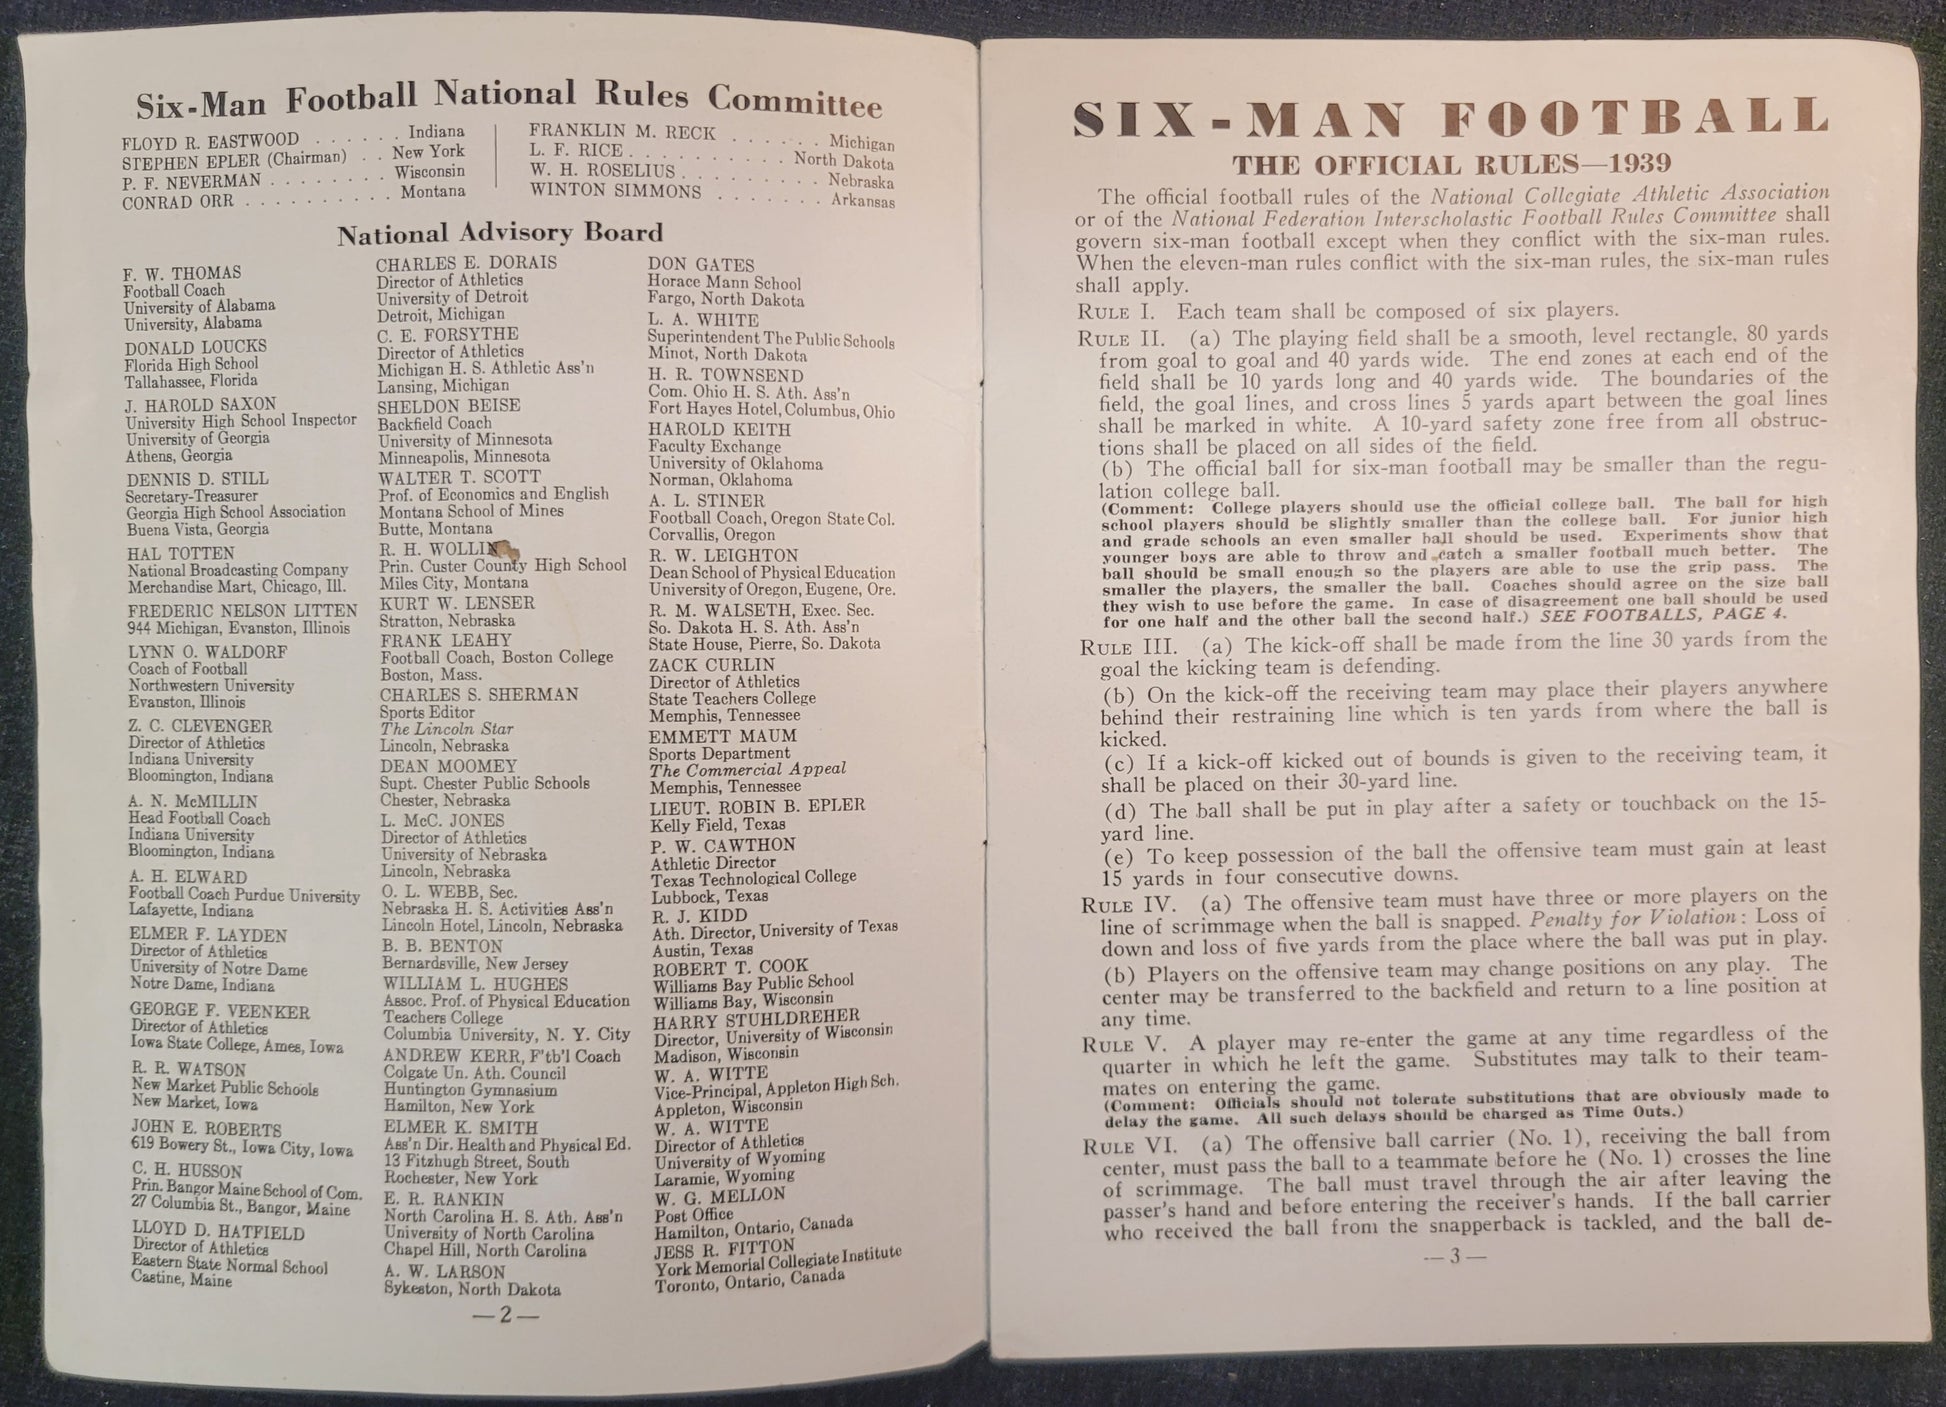 Six-Man Football National Rules Committee
FLOYD R. EASTWOOD . . . . . . Indiana
STEPHEN EPLER (Chairman) . . New York
P. F. NEVERMAN . . . . . . . . Wisconsin
CONRAD ORR . . . . . . . . . . Montana
FRANKLIN M. RECK . . . . . . Michigan
L. F. RICE . . . . . . . . . . North Dakota
W. H. ROSELIUS . . . . . . . . Nebraska
WINTON SIMMONS . . . . . . . Arkansas
National Advisory Board
F. W. THOMAS
Football Coach
University of Alabama
University, Alabama
DONALD LOUCKS
Florida High School
Tallahassee, Florida
J. HAROLD SAXON
University High School Inspector
University of Georgia
Athens, Georgia
DENNIS D. STILL
Secretary-Treasurer
Georgia High School Association
Buena Vista, Georgia
HAL TOTTEN
National Broadcasting Company
Merchandise Mart, Chicago, Ill.
FREDERIC NELSON LITTEN
944 Michigan, Evanston, Illinois
LYNN O. WALDORF
Coach of Football
Northwestern University
Evanston, Illinois
Z. C. CLEVENGER
Director of Athletics
Indiana University
Bloomington, Indiana
A. N. McMILLIN
Head Football Coach
Indiana University
Bloomington, Indiana
A. H. ELWARD
Football Coach Purdue University
Lafayette, Indiana
ELMER F. LAYDEN
Director of Athletics
University of Notre Dame
Notre Dame, Indiana
GEORGE F. VEENKER
Director of Athletics
Iowa State College, Ames, Iowa
R. R. WATSON
New Market Public Schools
New Market, Iowa
JOHN E. ROBERTS
619 Bowery St., Iowa City, Iowa
C. H. HUSSON
Prin. Bangor Maine School of Com.
27 Columbia St., Bangor, Maine
LLOYD D. HATFIELD
Director of Athletics
Eastern State Normal School
Castine, Maine
CHARLES E. DORAIS
Director of Athletics
University of Detroit
Detroit, Michigan
C. E. FORSYTHE
Director of Athletics
Michigan H. S. Athletic Ass'n
Lansing, Michigan
SHELDON BEISE
Backfield Coach
University of Minnesota
Minneapolis, Minnesota
WALTER T. SCOTT
Prof. of Economics and English
Montana School of Mines
Butte, Montana
R. H.
Prin. Custer County High School
Miles City, Montana
KURT W. LENSER
Stratton, Nebraska
FRANK LEAHY
Football Coach, Boston College
Boston, Mass.
CHARLES S. SHERMAN
Sports Editor
The Lincoln Star
Lincoln, Nebraska
DEAN MOOMEY
Supt. Chester Public Schools
Chester, Nebraska
L. McC. JONES
Director of Athletics
University of Nebraska
Lincoln, Nebraska
O. L. WEBB, Sec.
Nebraska H. S. Activities Ass'n
Lincoln Hotel, Lincoln, Nebraska
B. B. BENTON
Bernardsville, New Jersey
WILLIAM L. HUGHES
Assoc. Prof. of Physical Education
Teachers College
Columbia University, N. Y. City
ANDREW KERR, F'tb'l Coach
Colgate Un. Ath. Council
Huntington Gymnasium
Hamilton, New York
ELMER K. SMITH
Ass'n Dir. Health and Physical Ed.
13 Fitzhugh Street, South
Rochester, New York
E. R. RANKIN
North Carolina H. S. Ath. Ass'n
University of North Carolina
Chapel Hill, North Carolina
A. W. LARSON
Sykeston, North Dakota
DON GATES
Horace Mann School
Fargo, North Dakota
L. A. WHITE
Superintendent The Public Schools
Minot, North Dakota
H. R. TOWNSEND
Com. Ohio H. S. Ath. Ass'n
Fort Hayes Hotel, Columbus, Ohio
HAROLD KEITH
Faculty Exchange
University of Oklahoma
Norman, Oklahoma
A. L. STINER
Football Coach, Oregon State Col.
Corvallis, Oregon
R. W. LEIGHTON
Dean School of Physical Education
University of Oregon, Eugene, Ore.
R. M. WALSETH, Exec. Sec.
So. Dakota H. S. Ath. Ass'n
State House, Pierre, So. Dakota
ZACK CURLIN
Director of Athletics
State Teachers College
Memphis, Tennessee
EMMETT MAUM
Sports Department
The Commercial Appeal
Memphis, Tennessee
LIEUT. ROBIN B. EPLER
Kelly Field, Texas
P. W. CAWTHON
Athletic Director
Texas Technological College
Lubbock, Texas
R. J. KIDD
Ath. Director, University of Texas
Austin, Texas
ROBERT T. COOK
Williams Bay Public School
Williams Bay, Wisconsin
HARRY STUHLDREHER
Director, University of Wisconsin
Madison, Wisconsin
W. A. WITTE
Vice-Principal, Appleton High Sch.
Appleton, Wisconsin
W. A. WITTE
Director of Athletics
University of Wyoming
Laramie, Wyoming
W. G. MELLON
Post Office
Hamilton, Ontario, Canada
JESS R. FITTON
York Memorial Collegiate Institute
Toronto, Ontario, Canada
—2—
SIX-MAN FOOTBALL
THE OFFICIAL RULES—1939
The official football rules of the National Collegiate Athletic Association
or of the National Federation Interscholastic Football Rules Committee shall
govern six-man football except when they conflict with the six-man rules.
When the eleven-man rules conflict with the six-man rules, the six-man rules
shall apply.
RULE I. Each team shall be composed of six players.
RULE II. (a) The playing field shall be a smooth, level rectangle, 80 yards
from goal to goal and 40 yards wide. The end zones at each end of the
field shall be 10 yards long and 40 yards wide. The boundaries of the
field, the goal lines, and cross lines 5 yards apart between the goal lines
shall be marked in white. A 10-yard safety zone free from all obstruc-
tions shall be placed on all sides of the field.
(b) The official ball for six-man football may be smaller than the regu-
lation college ball.
(Comment: College players should use the official college ball. The ball for high
school players should be slightly smaller than the college ball. For junior high
and grade schools an even smaller ball should be used. Experiments show that
younger boys are able to throw and catch a smaller football much better. The
ball should be small enough so the players are able to use the grip pass. The
smaller the players, the smaller the ball. Coaches should agree on the size ball
they wish to use before the game. In case of disagreement one ball should be used
for one half and the other ball the second half.) SEE FOOTBALLS, PAGE 4.
RULE III. (a) The kick-off shall be made from the line 30 yards from the
goal the kicking team is defending.
(b) On the kick-off the receiving team may place their players anywhere
behind their restraining line which is ten yards from where the ball is
kicked.
(c) If a kick-off kicked out of bounds is given to the receiving team, it
shall be placed on their 30-yard line.
(d) The ball shall be put in play after a safety or touchback on the 15-
yard line.
(e) To keep possession of the ball the offensive team must gain at least
15 yards in four consecutive downs.
RULE IV. (a) The offensive team must have three or more players on the
line of scrimmage when the ball is snapped. Penalty for Violation: Loss of
down and loss of five yards from the place where the ball was put in play.
(b) Players on the offensive team may change positions on any play. The
center may be transferred to the backfield and return to a line position at
any time.
RULE V. A player may re-enter the game at any time regardless of the
quarter in which he left the game. Substitutes may talk to their team-
mates on entering the game.
(Comment: Officials should not tolerate substitutions that are obviously made to
delay the game. All such delays should be charged as Time Outs.)
RULE VI. (a) The offensive ball carrier (No. 1), receiving the ball from
center, must pass the ball to a teammate before he (No. 1) crosses the line
of scrimmage. The ball must travel through the air after leaving the
passer's hand and before entering the receiver's hands. If the ball carrier
who received the ball from the snapperback is tackled, and the ball de-
—3—